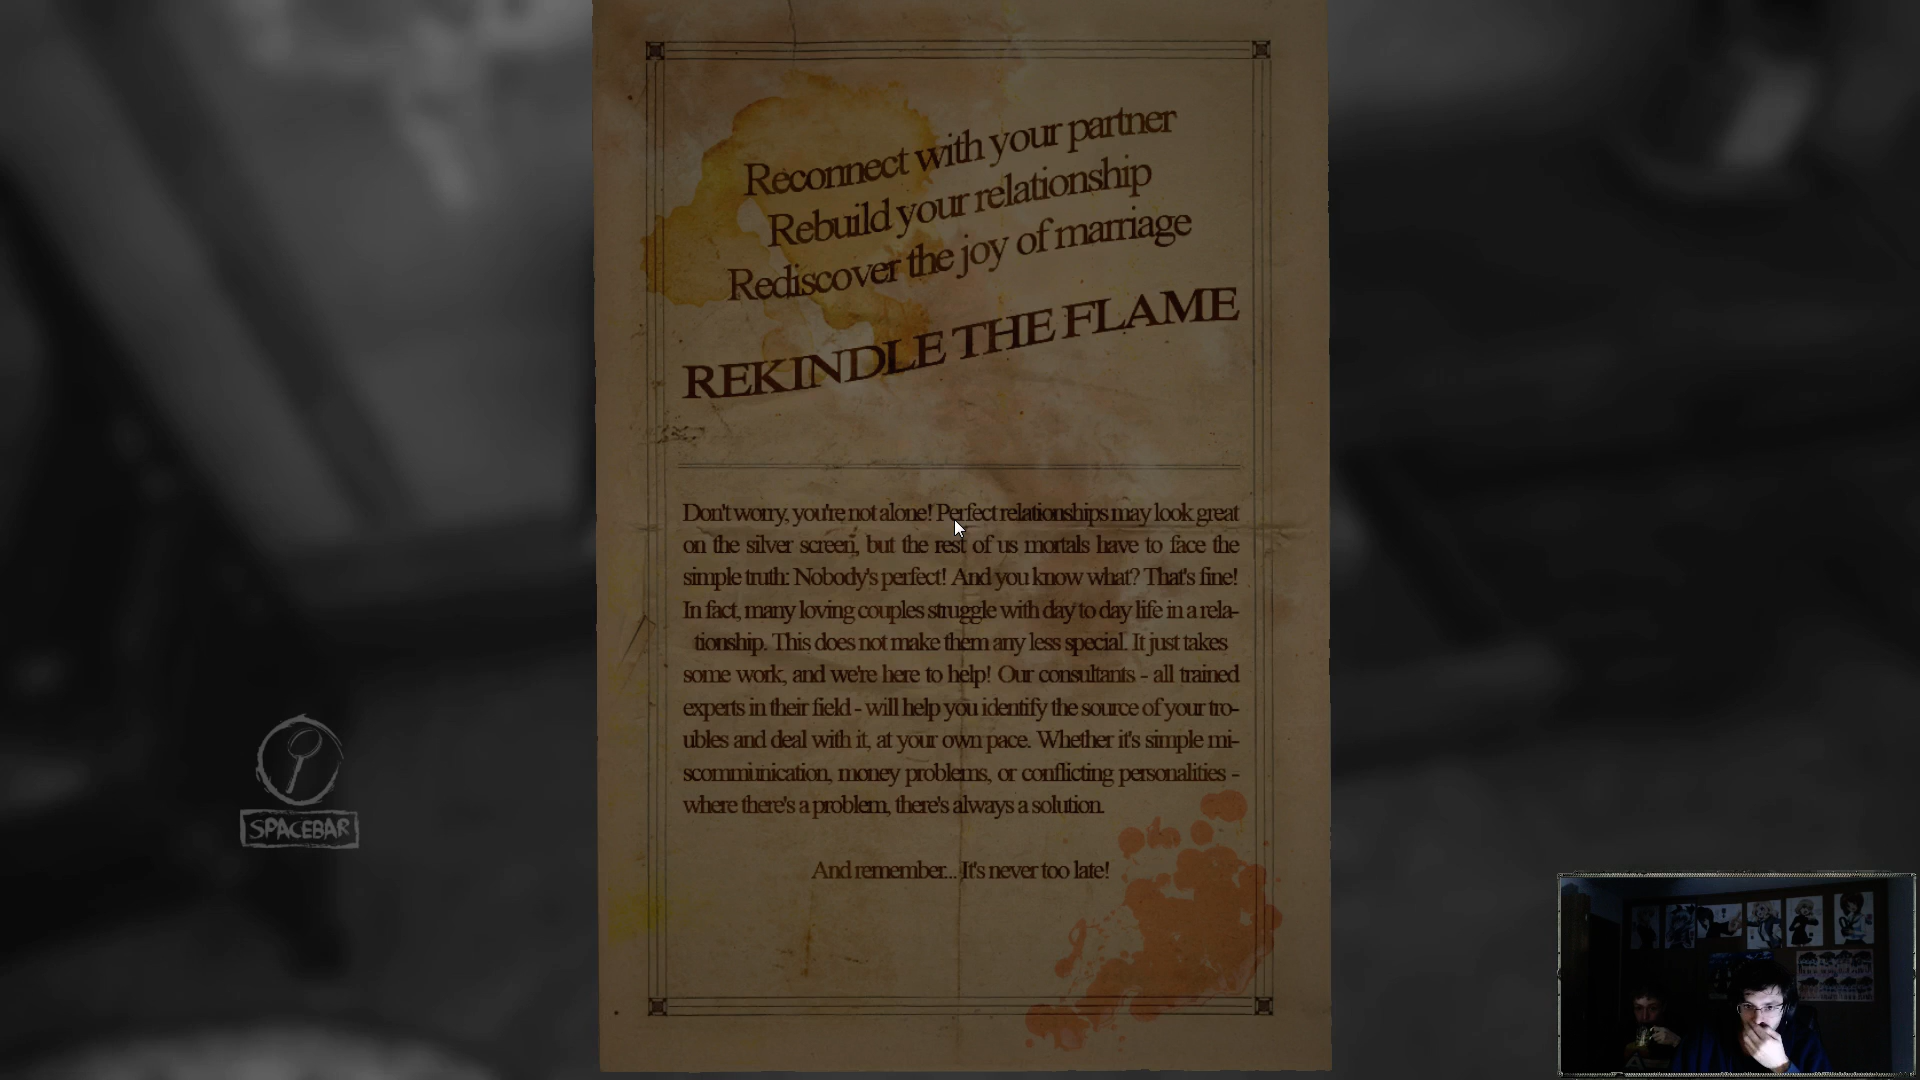 Reconnect with your partner
Rebuild your relationship
Rediscover the joy of marriage
REKINDLE THE FLAME
Don't worry, you're not alone! Perfect relationships may look great
on the silver screen, but the rest of us mortals have to face the
simple truth: Nobody's perfect! And you know what? That's fine!
In fact, many loving couples struggle with day to day life in a rela-
tionship. This does not make them any less special. It just takes
some work, and we're here to help! Our consultants - all trained
experts in their field - will help you identify the source of your tro-
ubles and deal with it, at your own pace. Whether it's simple mi-
scommunication, money problems, or conflicting personalities -
where there's a problem, there's always a solution.
And remember... It's never too late!
SPACEBAR